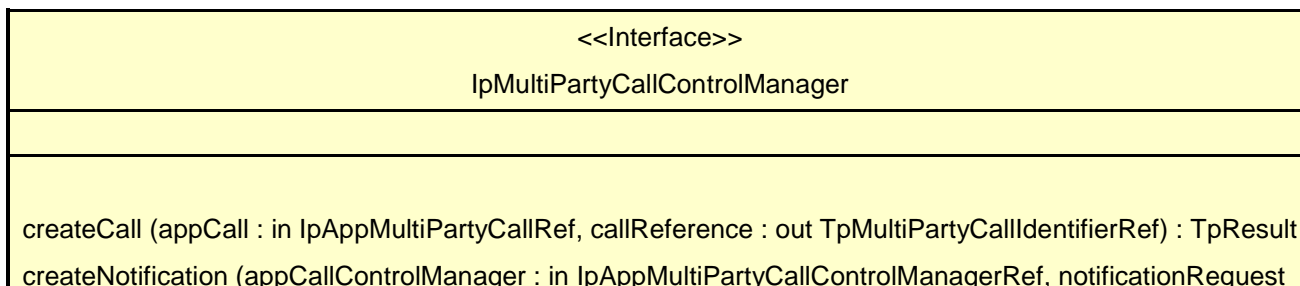 <<Interface>>
IpMultiPartyCallControlManager
createCall (appCall : in IpAppMultiPartyCallRef, callReference : out TpMultiPartyCallIdentifierRef) : TpResult
createNotification (appCallControlManager : in IpAppMultiPartyCallControlManagerRef, notificationRequest